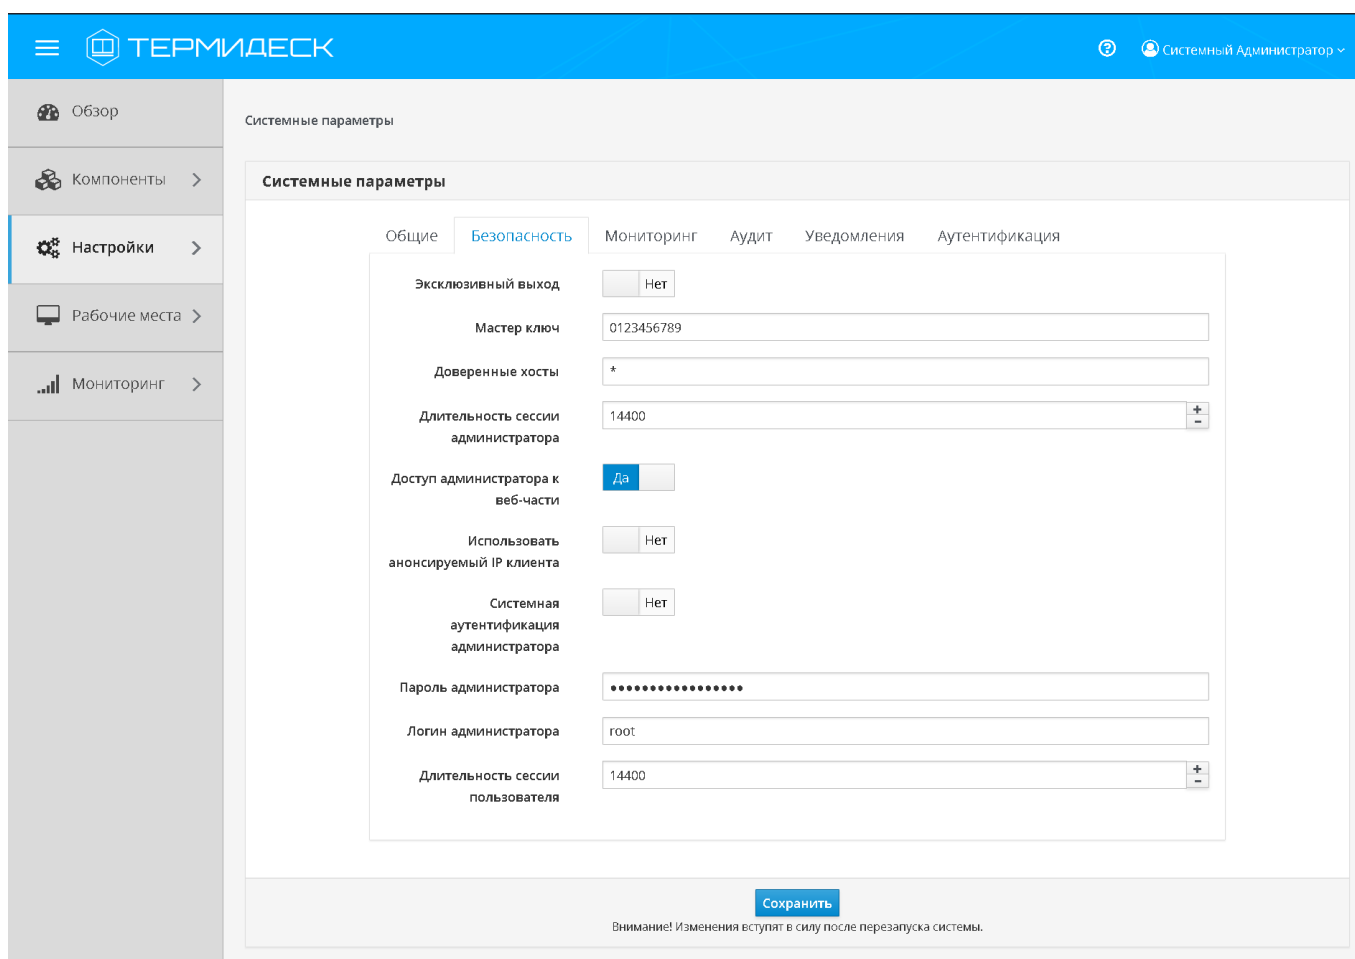 ТЕРМИДЕСК
Системный Администратор
Обзор
Компоненты
Настройки
Рабочие места
Мониторинг
Системные параметры
Системные параметры
Общие Безопасность Мониторинг Аудит Уведомления Аутентификация
Эксклюзивный выход Нет
Мастер ключ 0123456789
Доверенные хосты *
Длительность сессии 14400
администратора
Доступ администратора к Да
веб-части
Использовать Нет
анонсируемый IP клиента
Системная Нет
аутентификация
администратора
Пароль администратора •••••••••••••••••
Логин администратора root
Длительность сессии 14400
пользователя
Сохранить
Внимание! Изменения вступят в силу после перезапуска системы.